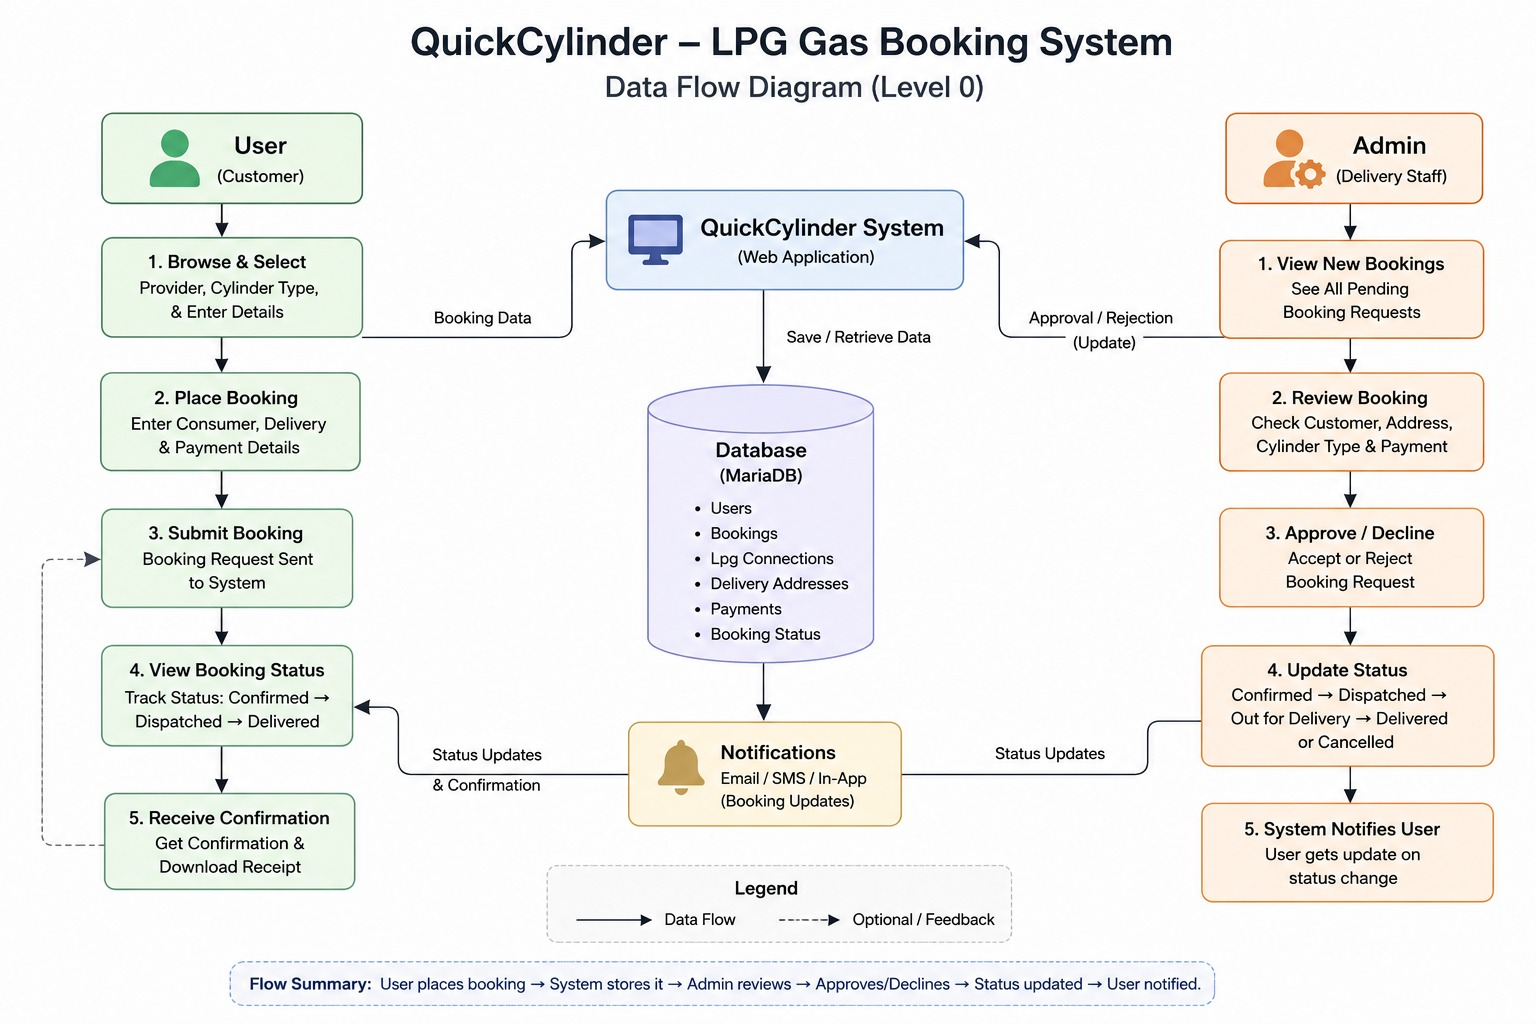 QuickCylinder – LPG Gas Booking System
Data Flow Diagram (Level 0)
User
(Customer)
1. Browse & Select
Provider, Cylinder Type,
& Enter Details
2. Place Booking
Enter Consumer, Delivery
& Payment Details
3. Submit Booking
Booking Request Sent
to System
4. View Booking Status
Track Status: Confirmed →
Dispatched → Delivered
5. Receive Confirmation
Get Confirmation &
Download Receipt
Booking Data
QuickCylinder System
(Web Application)
Save / Retrieve Data
Database
(MariaDB)
• Users
• Bookings
• Lpg Connections
• Delivery Addresses
• Payments
• Booking Status
Notifications
Email / SMS / In-App
(Booking Updates)
Status Updates
& Confirmation
Status Updates
Approval / Rejection
(Update)
Admin
(Delivery Staff)
1. View New Bookings
See All Pending
Booking Requests
2. Review Booking
Check Customer, Address,
Cylinder Type & Payment
3. Approve / Decline
Accept or Reject
Booking Request
4. Update Status
Confirmed → Dispatched →
Out for Delivery → Delivered
or Cancelled
5. System Notifies User
User gets update on
status change
Legend
Data Flow
Optional / Feedback
Flow Summary: User places booking → System stores it → Admin reviews → Approves/Declines → Status updated → User notified.